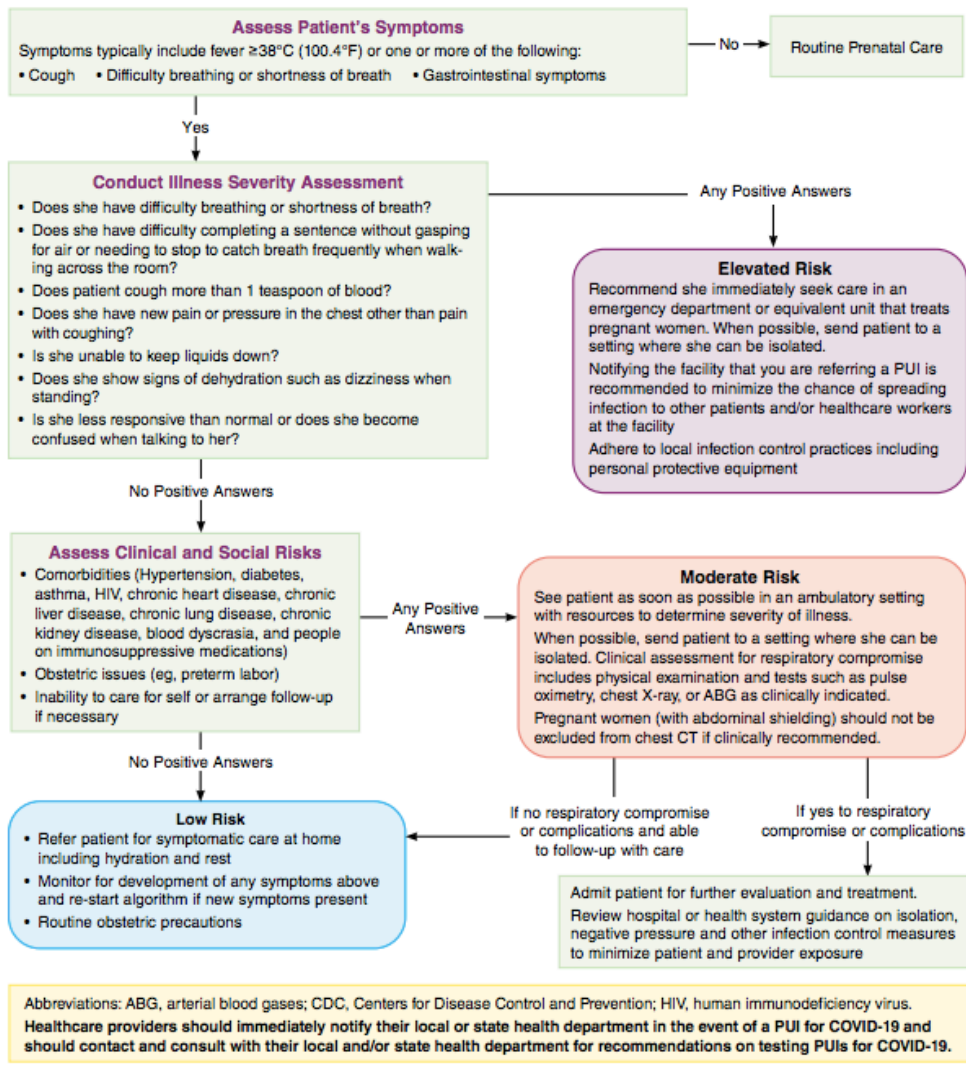 Assess Patient's Symptoms
Symptoms typically include fever ≥38°C (100.4°F) or one or more of the following:
• Cough • Difficulty breathing or shortness of breath • Gastrointestinal symptoms
No
Routine Prenatal Care
Yes
Conduct Illness Severity Assessment
• Does she have difficulty breathing or shortness of breath?
• Does she have difficulty completing a sentence without gasping
for air or needing to stop to catch breath frequently when walk-
ing across the room?
• Does patient cough more than 1 teaspoon of blood?
• Does she have new pain or pressure in the chest other than pain
with coughing?
• Is she unable to keep liquids down?
• Does she show signs of dehydration such as dizziness when
standing?
• Is she less responsive than normal or does she become
confused when talking to her?
Any Positive Answers
Elevated Risk
Recommend she immediately seek care in an
emergency department or equivalent unit that treats
pregnant women. When possible, send patient to a
setting where she can be isolated.
Notifying the facility that you are referring a PUI is
recommended to minimize the chance of spreading
infection to other patients and/or healthcare workers
at the facility
Adhere to local infection control practices including
personal protective equipment
No Positive Answers
Assess Clinical and Social Risks
• Comorbidities (Hypertension, diabetes,
asthma, HIV, chronic heart disease, chronic
liver disease, chronic lung disease, chronic
kidney disease, blood dyscrasia, and people
on immunosuppressive medications)
• Obstetric issues (eg, preterm labor)
• Inability to care for self or arrange follow-up
if necessary
Any Positive
Answers
Moderate Risk
See patient as soon as possible in an ambulatory setting
with resources to determine severity of illness.
When possible, send patient to a setting where she can be
isolated. Clinical assessment for respiratory compromise
includes physical examination and tests such as pulse
oximetry, chest X-ray, or ABG as clinically indicated.
Pregnant women (with abdominal shielding) should not be
excluded from chest CT if clinically recommended.
No Positive Answers
Low Risk
• Refer patient for symptomatic care at home
including hydration and rest
• Monitor for development of any symptoms above
and re-start algorithm if new symptoms present
• Routine obstetric precautions
If no respiratory compromise
or complications and able
to follow-up with care
If yes to respiratory
compromise or complications
Admit patient for further evaluation and treatment.
Review hospital or health system guidance on isolation,
negative pressure and other infection control measures
to minimize patient and provider exposure
Abbreviations: ABG, arterial blood gases; CDC, Centers for Disease Control and Prevention; HIV, human immunodeficiency virus.
Healthcare providers should immediately notify their local or state health department in the event of a PUI for COVID-19 and
should contact and consult with their local and/or state health department for recommendations on testing PUIs for COVID-19.